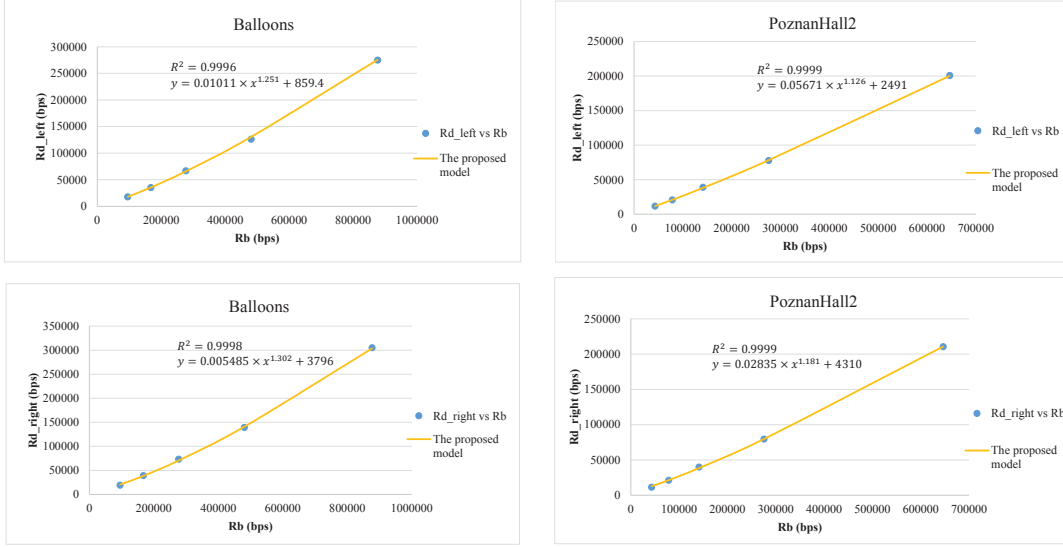 Balloons
300000
250000
200000
150000
100000
50000
0
Rd_left (bps)
R² = 0.9996
y = 0.01011 × x^1.251 + 859.4
Rd_left vs Rb
The proposed
model
0 200000 400000 600000 800000 1000000
Rb (bps)
PoznanHall2
250000
200000
150000
100000
50000
0
Rd_left (bps)
R² = 0.9999
y = 0.05671 × x^1.126 + 2491
Rd_left vs Rb
The proposed
model
0 100000 200000 300000 400000 500000 600000 700000
Rb (bps)
Balloons
350000
300000
250000
200000
150000
100000
50000
0
Rd_right (bps)
R² = 0.9998
y = 0.005485 × x^1.302 + 3796
Rd_right vs Rb
The proposed
model
0 200000 400000 600000 800000 1000000
Rb (bps)
PoznanHall2
250000
200000
150000
100000
50000
0
Rd_right (bps)
R² = 0.9999
y = 0.02835 × x^1.181 + 4310
Rd_right vs Rb
The proposed
model
0 100000 200000 300000 400000 500000 600000 700000
Rb (bps)